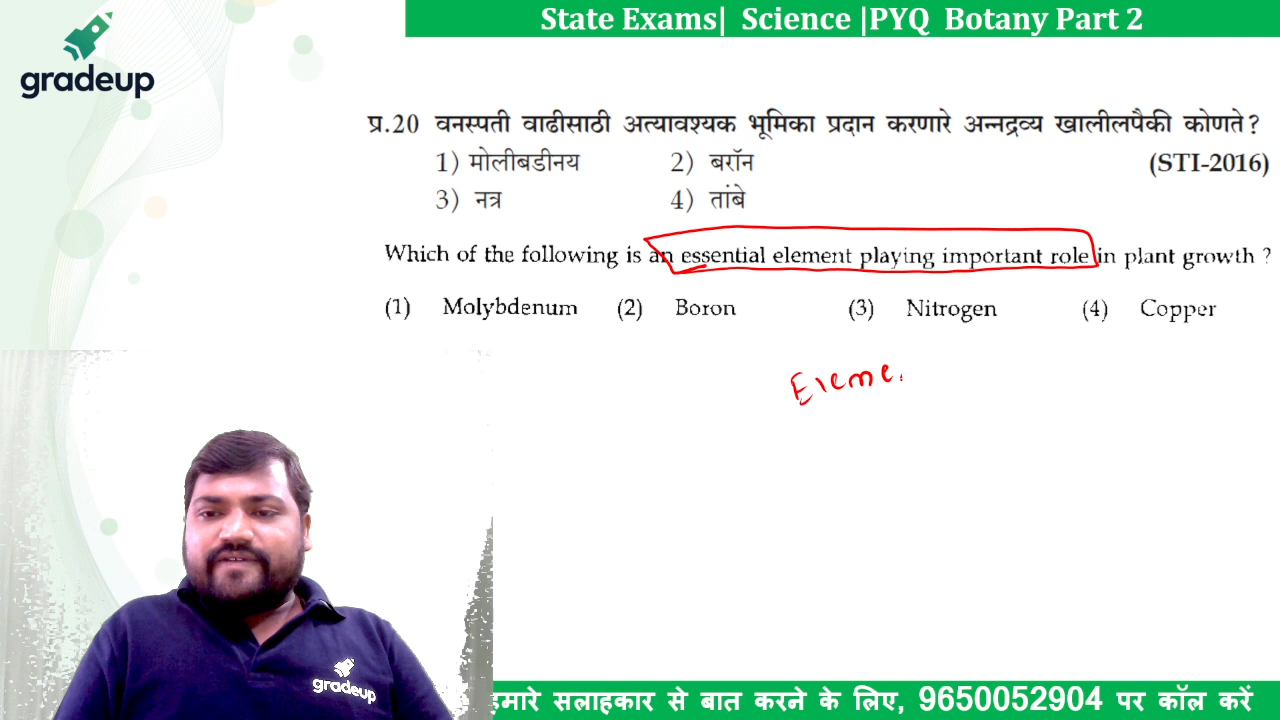 State Exams| Science |PYQ Botany Part 2
gradeup
प्र.20 वनस्पती वाढीसाठी अत्यावश्यक भूमिका प्रदान करणारे अन्नद्रव्य खालीलपैकी कोणते?
1) मोलीबडीनय 2) बरॉन (STI-2016)
3) नत्र 4) तांबे
Which of the following is an essential element playing important role in plant growth ?
(1) Molybdenum (2) Boron (3) Nitrogen (4) Copper
Eleme
gradeup
हमारे सलाहकार से बात करने के लिए, 9650052904 पर कॉल करें